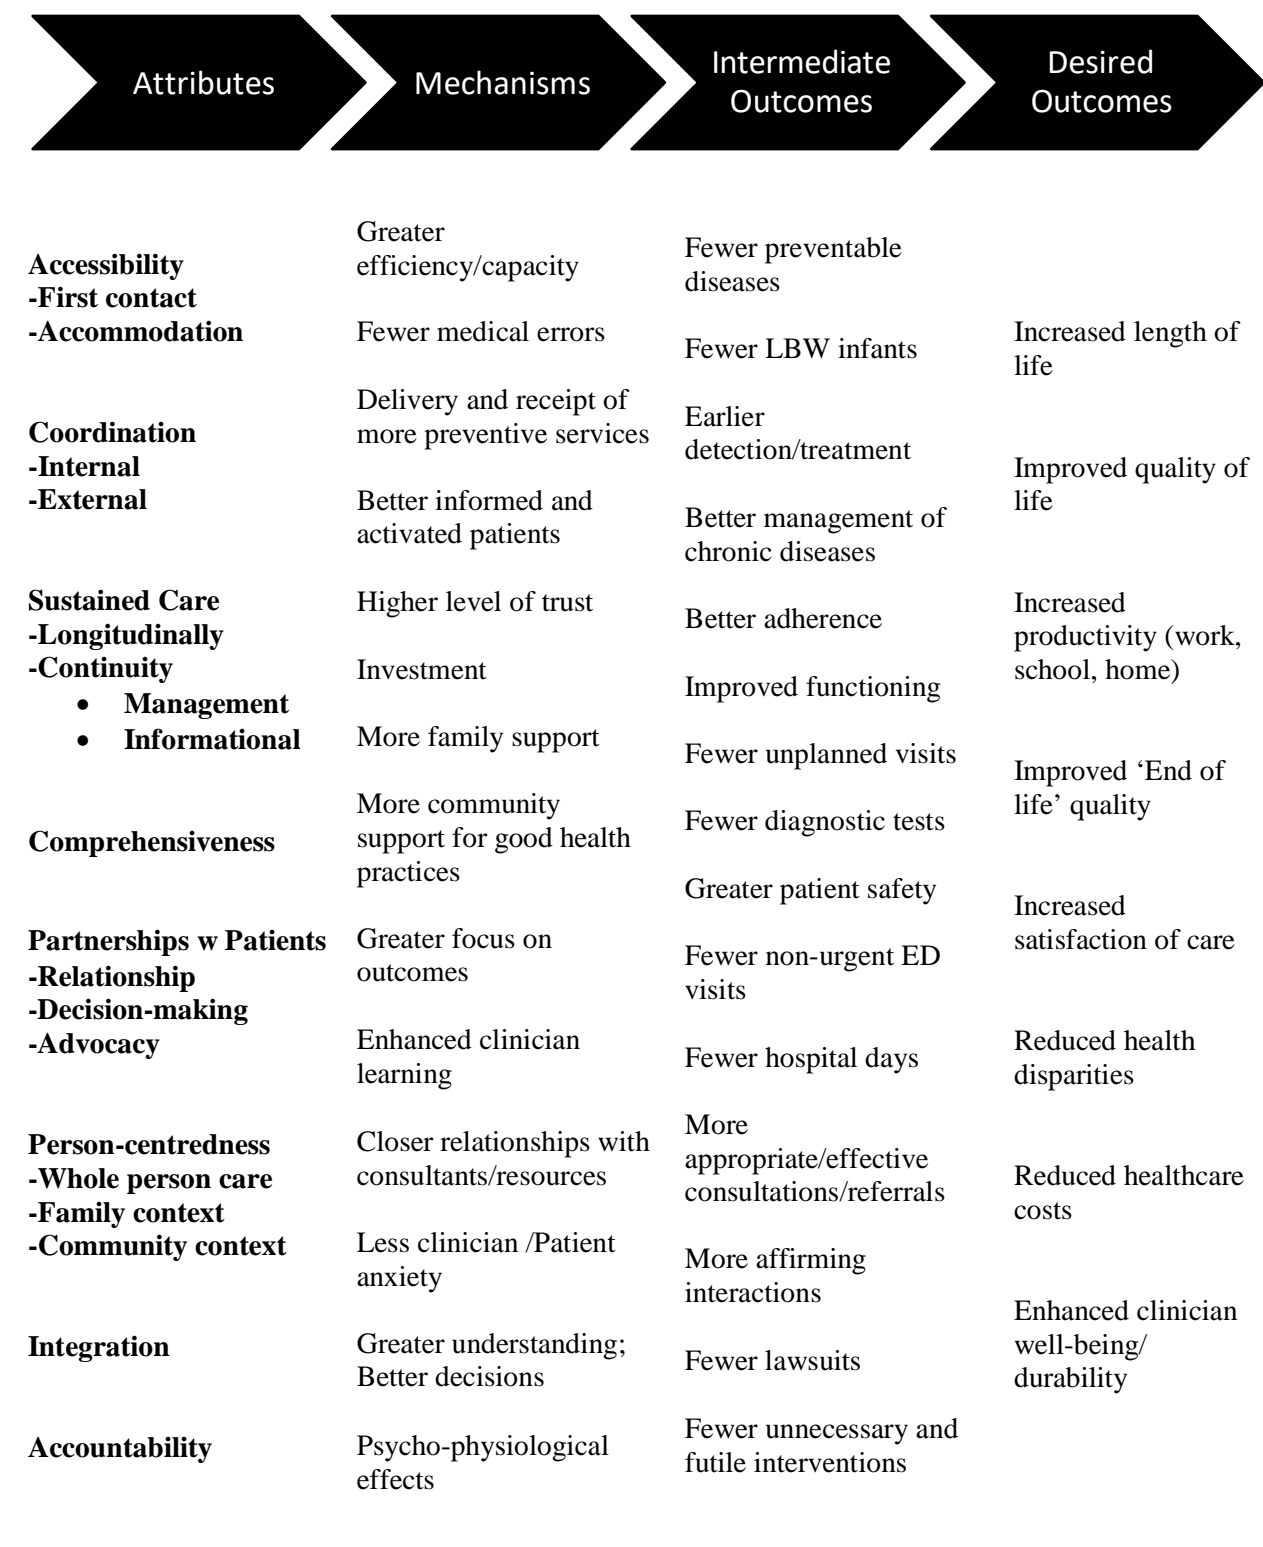 Attributes
Mechanisms
Intermediate
Outcomes
Desired
Outcomes
Accessibility
-First contact
-Accommodation
Coordination
-Internal
-External
Sustained Care
-Longitudinally
-Continuity
• Management
• Informational
Comprehensiveness
Partnerships w Patients
-Relationship
-Decision-making
-Advocacy
Person-centredness
-Whole person care
-Family context
-Community context
Integration
Accountability
Greater
efficiency/capacity
Fewer medical errors
Delivery and receipt of
more preventive services
Better informed and
activated patients
Higher level of trust
Investment
More family support
More community
support for good health
practices
Greater focus on
outcomes
Enhanced clinician
learning
Closer relationships with
consultants/resources
Less clinician /Patient
anxiety
Greater understanding;
Better decisions
Psycho-physiological
effects
Fewer preventable
diseases
Fewer LBW infants
Earlier
detection/treatment
Better management of
chronic diseases
Better adherence
Improved functioning
Fewer unplanned visits
Fewer diagnostic tests
Greater patient safety
Fewer non-urgent ED
visits
Fewer hospital days
More
appropriate/effective
consultations/referrals
More affirming
interactions
Fewer lawsuits
Fewer unnecessary and
futile interventions
Increased length of
life
Improved quality of
life
Increased
productivity (work,
school, home)
Improved ‘End of
life’ quality
Increased
satisfaction of care
Reduced health
disparities
Reduced healthcare
costs
Enhanced clinician
well-being/
durability